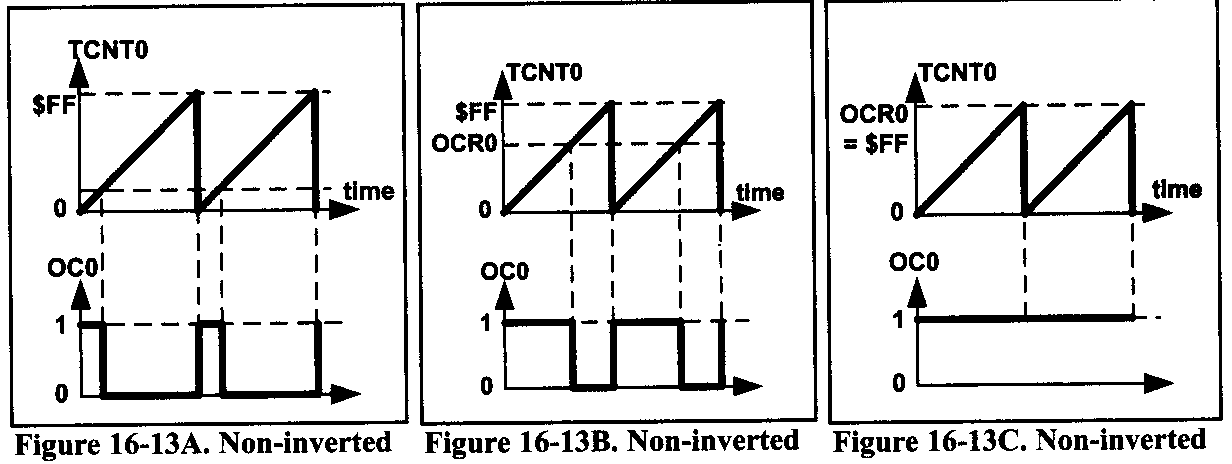 TCNT0
$FF
0
time
OC0
1
0
Figure 16-13A. Non-inverted
TCNT0
$FF
OCR0
0
time
OC0
1
0
Figure 16-13B. Non-inverted
TCNT0
OCR0
= $FF
0
time
OC0
1
0
Figure 16-13C. Non-inverted